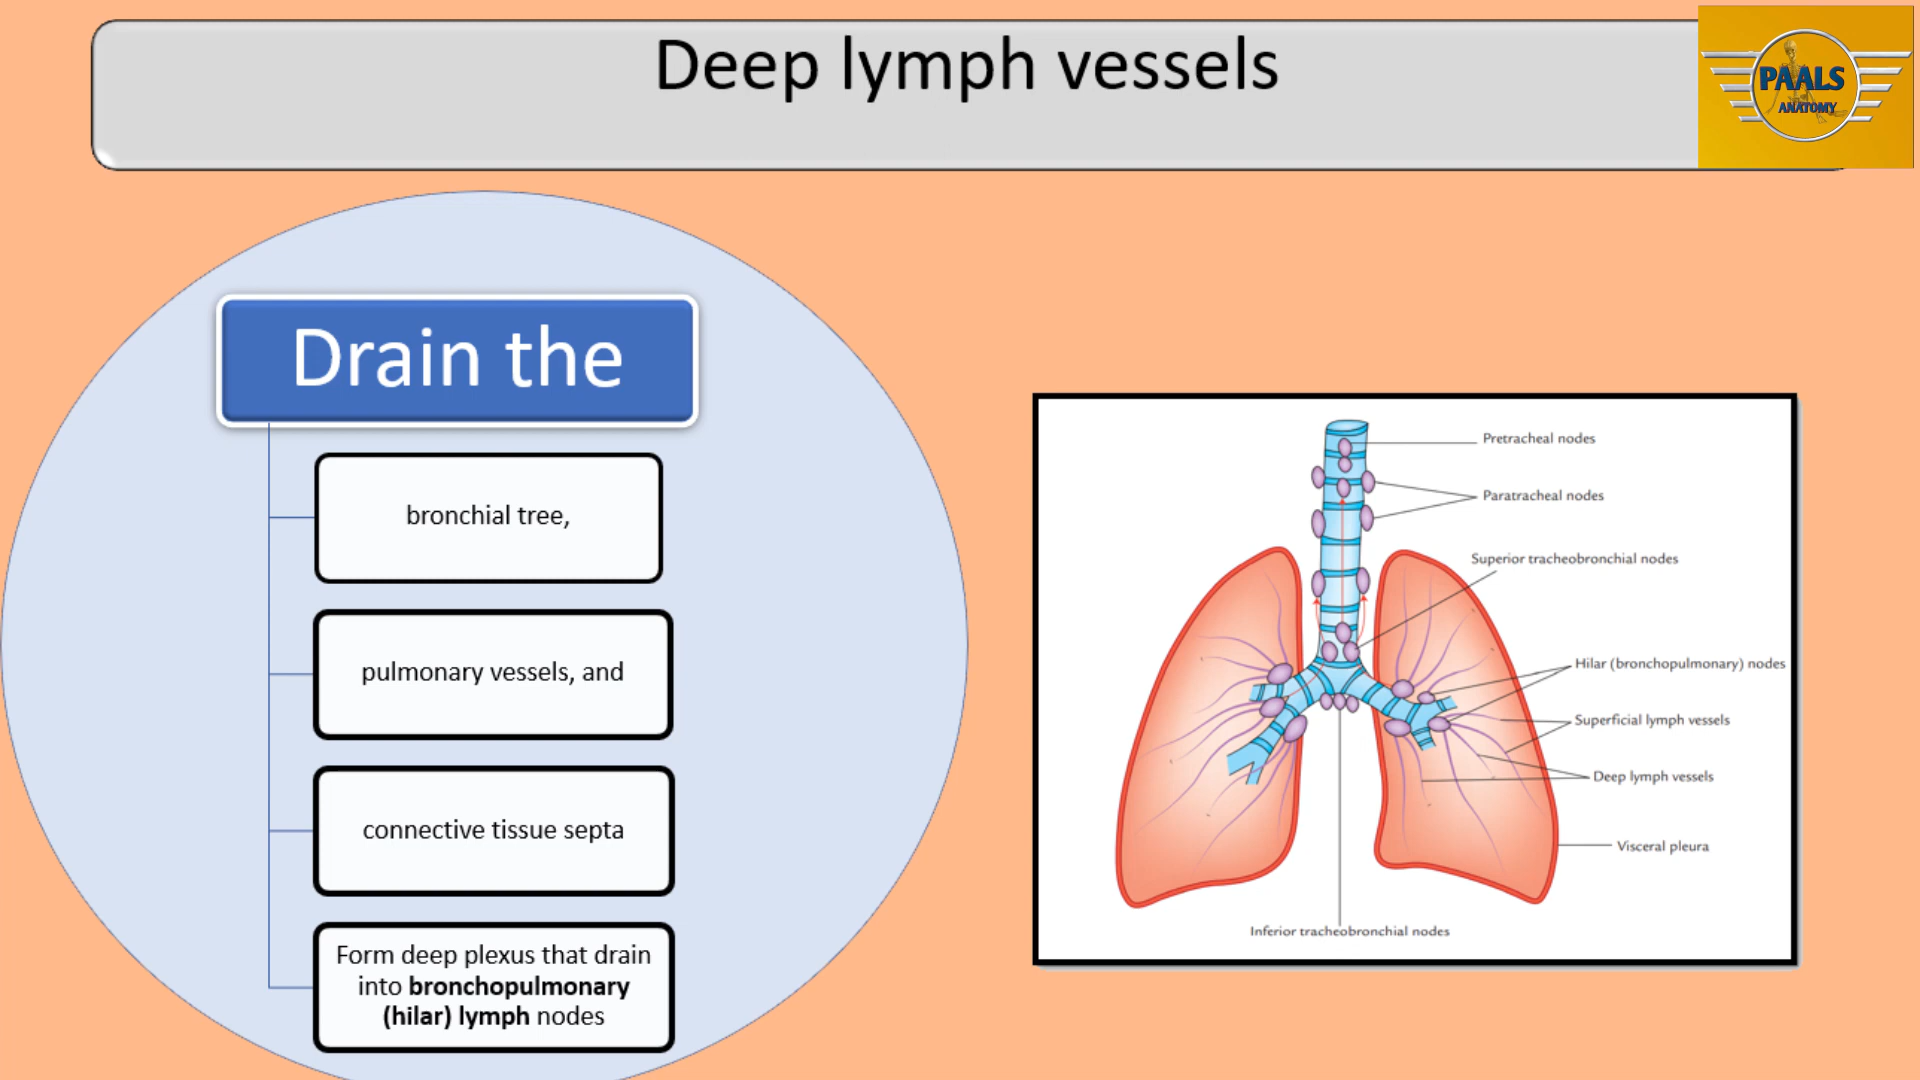 Deep lymph vessels
PAALS
ANATOMY
Drain the
bronchial tree,
pulmonary vessels, and
connective tissue septa
Form deep plexus that drain
into bronchopulmonary
(hilar) lymph nodes
Pretracheal nodes
Paratracheal nodes
Superior tracheobronchial nodes
Hilar (bronchopulmonary) nodes
Superficial lymph vessels
Deep lymph vessels
Visceral pleura
Inferior tracheobronchial nodes